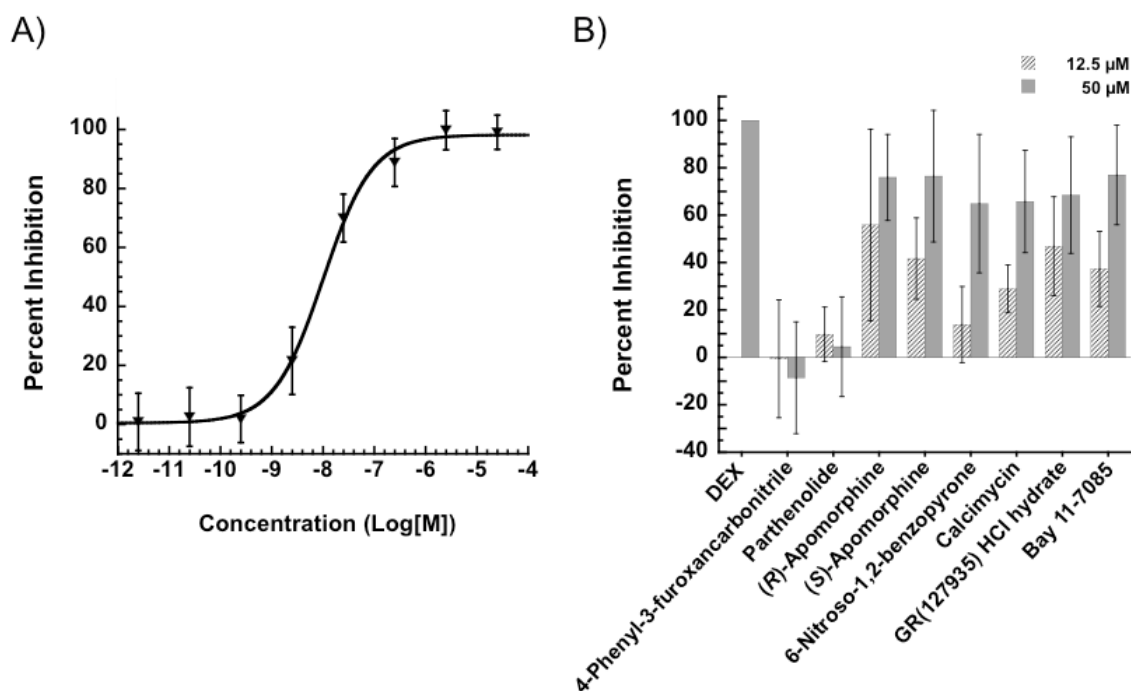 A)
Percent Inhibition
100
80
60
40
20
0
-12 -11 -10 -9 -8 -7 -6 -5 -4
Concentration (Log[M])
B)
12.5 µM
50 µM
Percent Inhibition
100
80
60
40
20
0
-20
-40
DEX
4-Phenyl-3-furoxancarbonitrile
Parthenolide
(R)-Apomorphine
(S)-Apomorphine
6-Nitroso-1,2-benzopyrone
Calcimycin
GR(127935) HCl hydrate
Bay 11-7085